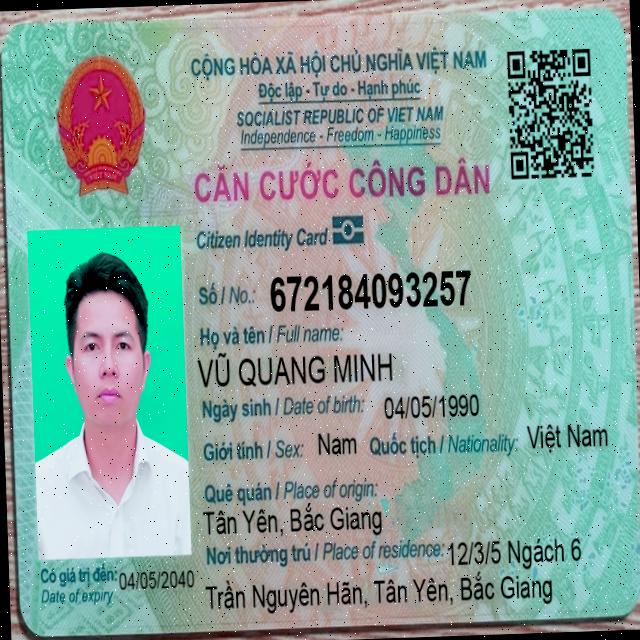 CỘNG HÒA XÃ HỘI CHỦ NGHĨA VIỆT NAM
Độc lập - Tự do - Hạnh phúc
SOCIALIST REPUBLIC OF VIET NAM
Independence - Freedom - Happiness
CĂN CƯỚC CÔNG DÂN
Citizen Identity Card
Số / No.: 672184093257
Họ và tên / Full name:
VŨ QUANG MINH
Ngày sinh / Date of birth: 04/05/1990
Giới tính / Sex: Nam Quốc tịch / Nationality: Việt Nam
Quê quán / Place of origin:
Tân Yên, Bắc Giang
Nơi thường trú / Place of residence: 12/3/5 Ngách 6
Trần Nguyên Hãn, Tân Yên, Bắc Giang
Có giá trị đến: 04/05/2040
Date of expiry
VIỆT NAM